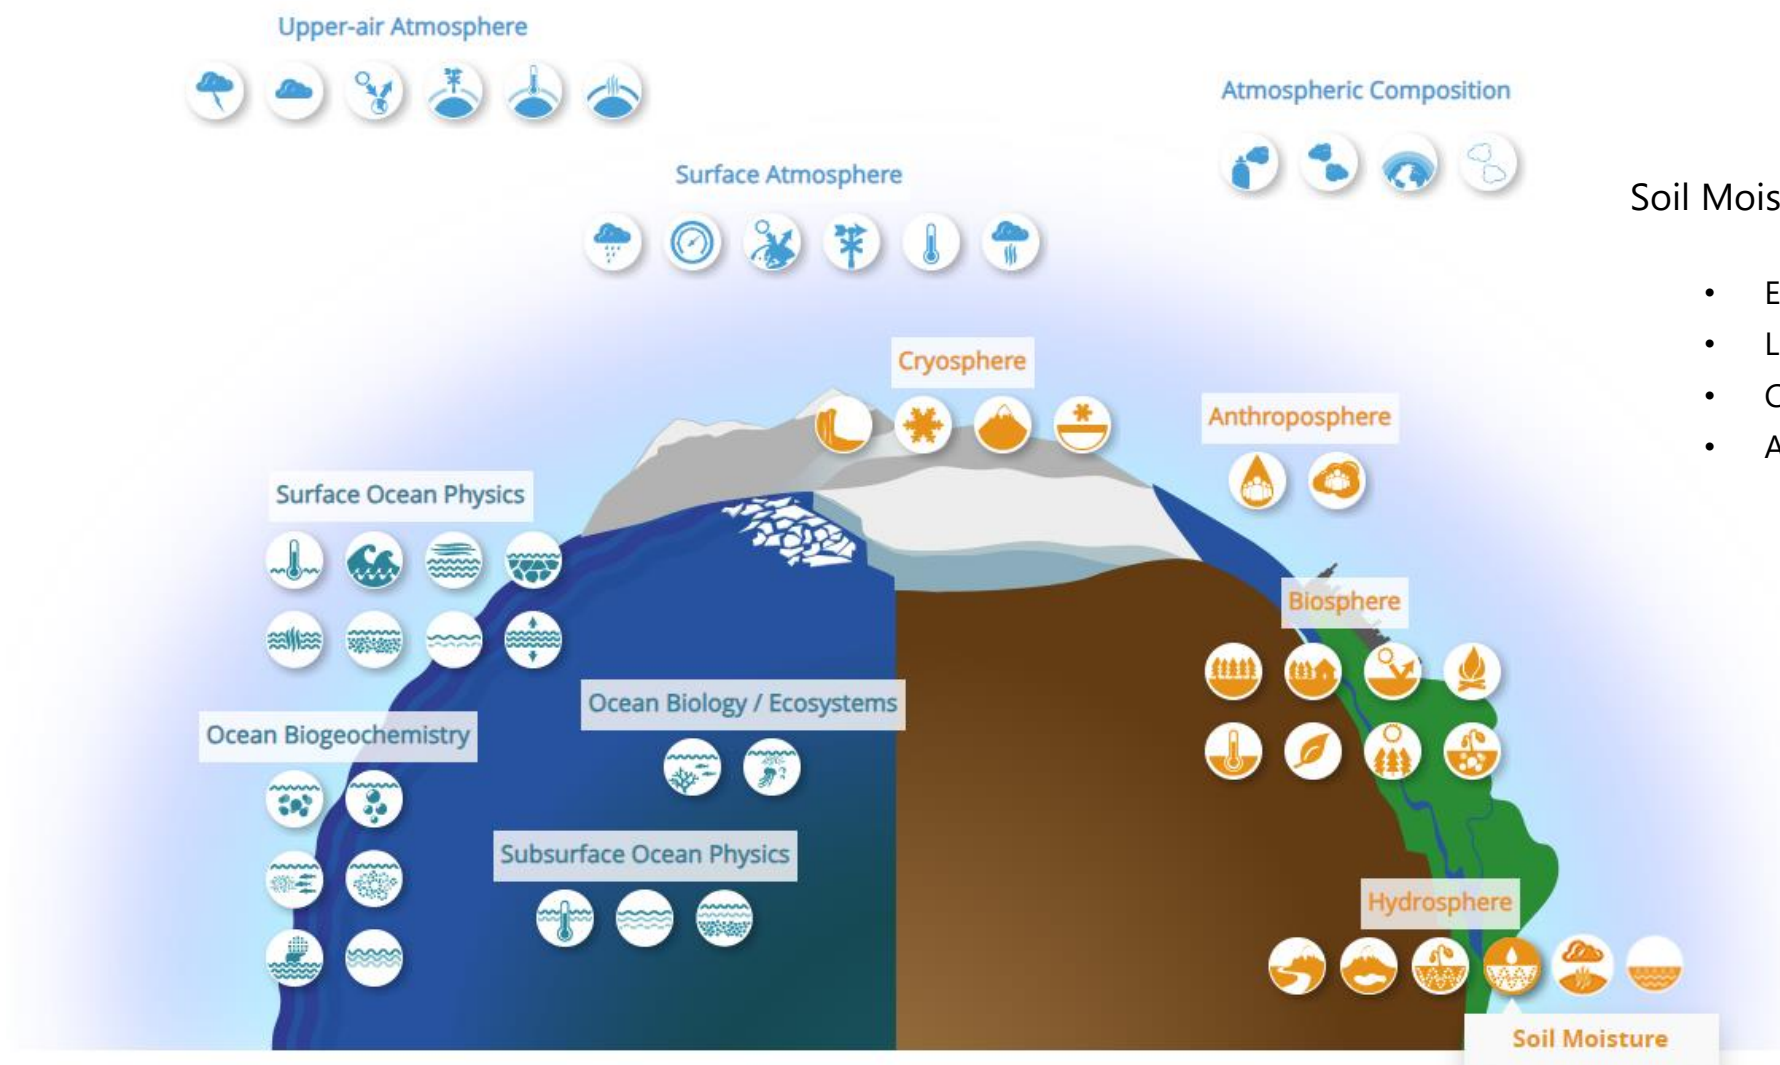 Upper-air Atmosphere
Atmospheric Composition
Surface Atmosphere
Soil Mois
• E
• L
• C
• A
Cryosphere
Anthroposphere
Surface Ocean Physics
Biosphere
Ocean Biology / Ecosystems
Ocean Biogeochemistry
Subsurface Ocean Physics
Hydrosphere
Soil Moisture